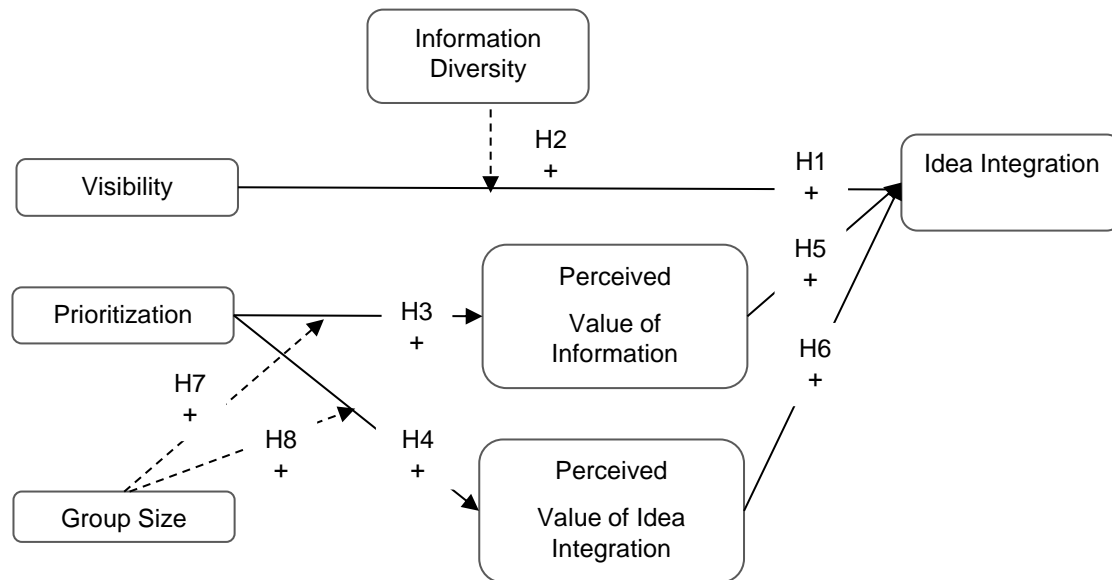 Information
Diversity
H2
+
H1
+
Idea Integration
Visibility
H5
+
Prioritization
H3
+
Perceived
Value of
Information
H6
+
H7
+
H8
+
H4
+
Group Size
Perceived
Value of Idea
Integration